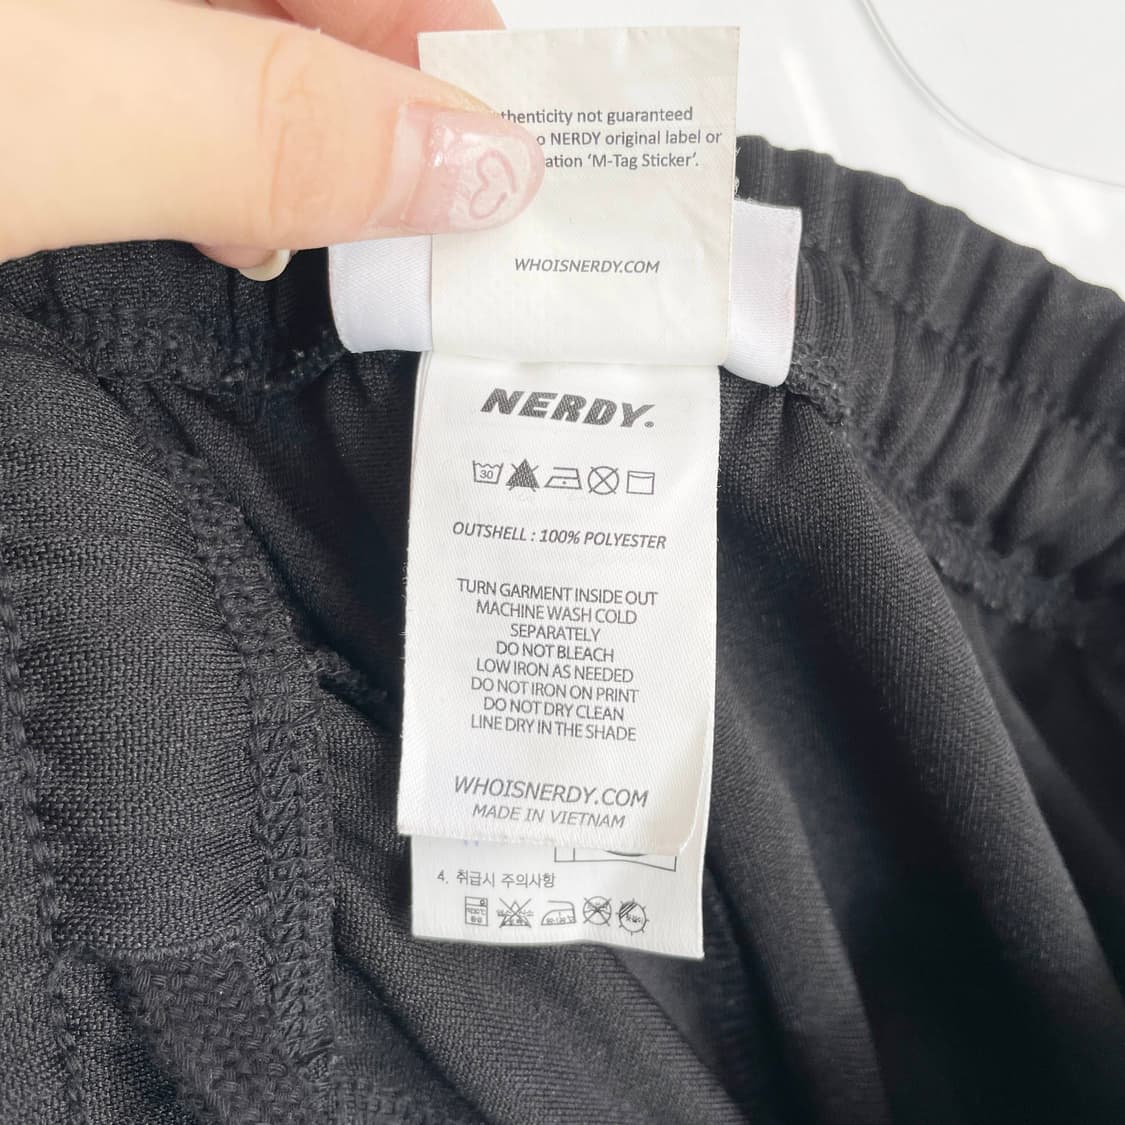 not guaranteed
NERDY original label or
'M-Tag Sticker'.
WHOISNERDY.COM
NERDY.
30
OUTSHELL : 100% POLYESTER
TURN GARMENT INSIDE OUT
MACHINE WASH COLD
SEPARATELY
DO NOT BLEACH
LOW IRON AS NEEDED
DO NOT IRON ON PRINT
DO NOT DRY CLEAN
LINE DRY IN THE SHADE
WHOISNERDY.COM
MADE IN VIETNAM
4. 취급시 주의사항